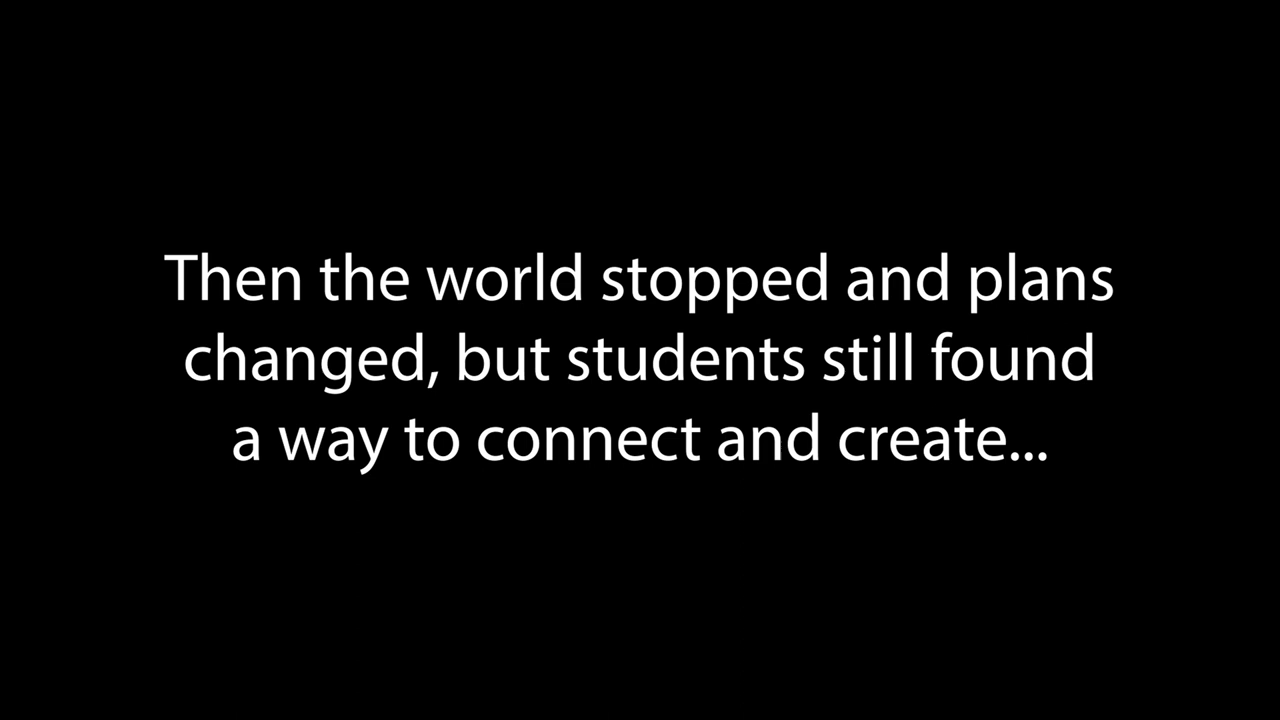 Then the world stopped and plans
changed, but students still found
a way to connect and create...